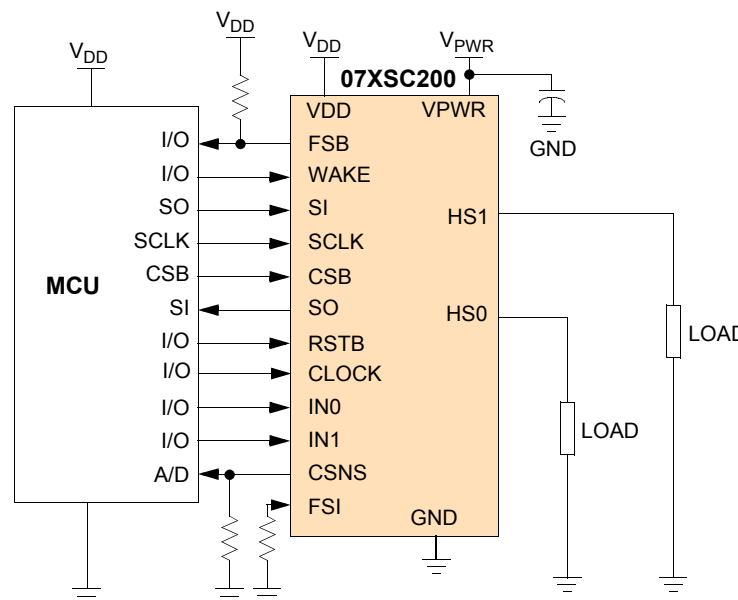 VDD
VDD
VDD
VPWR
07XSC200
GND
MCU
I/O
I/O
SO
SCLK
CSB
SI
I/O
I/O
I/O
I/O
A/D
VDD
VPWR
FSB
WAKE
SI
SCLK
CSB
SO
RSTB
CLOCK
IN0
IN1
CSNS
FSI
HS1
HS0
GND
LOAD
LOAD